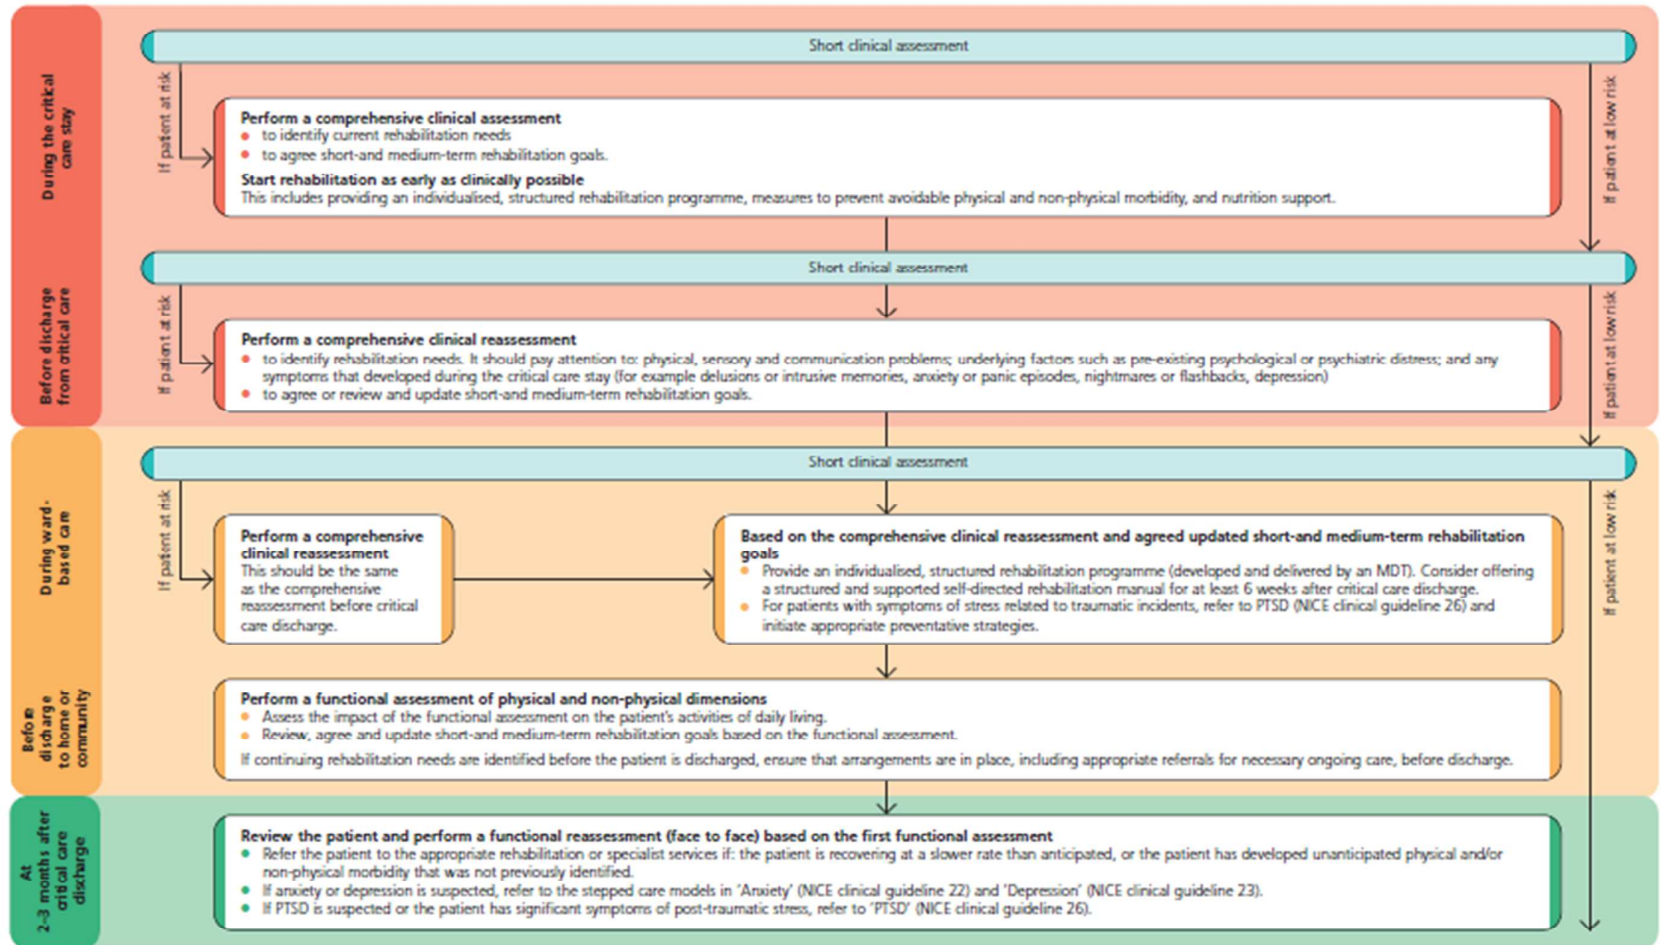 During the critical
care stay
Short clinical assessment
If patient at risk
If patient at low risk
Perform a comprehensive clinical assessment
• to identify current rehabilitation needs
• to agree short-and medium-term rehabilitation goals.
Start rehabilitation as early as clinically possible
This includes providing an individualised, structured rehabilitation programme, measures to prevent avoidable physical and non-physical morbidity, and nutrition support.
Before discharge
from critical care
Short clinical assessment
If patient at risk
If patient at low risk
Perform a comprehensive clinical reassessment
• to identify rehabilitation needs. It should pay attention to: physical, sensory and communication problems; underlying factors such as pre-existing psychological or psychiatric distress; and any
symptoms that developed during the critical care stay (for example delusions or intrusive memories, anxiety or panic episodes, nightmares or flashbacks, depression)
• to agree or review and update short-and medium-term rehabilitation goals.
During ward-
based care
Short clinical assessment
If patient at risk
If patient at low risk
Perform a comprehensive
clinical reassessment
This should be the same
as the comprehensive
reassessment before critical
care discharge.
Based on the comprehensive clinical reassessment and agreed updated short-and medium-term rehabilitation
goals
• Provide an individualised, structured rehabilitation programme (developed and delivered by an MDT). Consider offering
a structured and supported self-directed rehabilitation manual for at least 6 weeks after critical care discharge.
• For patients with symptoms of stress related to traumatic incidents, refer to PTSD (NICE clinical guideline 26) and
initiate appropriate preventative strategies.
Before
discharge
to home or
community
Perform a functional assessment of physical and non-physical dimensions
• Assess the impact of the functional assessment on the patient's activities of daily living.
• Review, agree and update short-and medium-term rehabilitation goals based on the functional assessment.
If continuing rehabilitation needs are identified before the patient is discharged, ensure that arrangements are in place, including appropriate referrals for necessary ongoing care, before discharge.
At
2–3 months after
critical care
discharge
Review the patient and perform a functional reassessment (face to face) based on the first functional assessment
• Refer the patient to the appropriate rehabilitation or specialist services if: the patient is recovering at a slower rate than anticipated, or the patient has developed unanticipated physical and/or
non-physical morbidity that was not previously identified.
• If anxiety or depression is suspected, refer to the stepped care models in 'Anxiety' (NICE clinical guideline 22) and 'Depression' (NICE clinical guideline 23).
• If PTSD is suspected or the patient has significant symptoms of post-traumatic stress, refer to 'PTSD' (NICE clinical guideline 26).